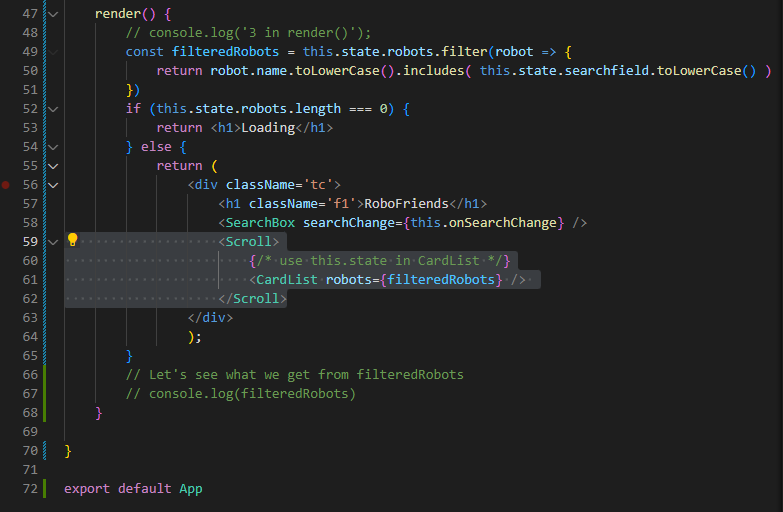 47 render() {
48 // console.log('3 in render()');
49 const filteredRobots = this.state.robots.filter(robot => {
50 return robot.name.toLowerCase().includes( this.state.searchfield.toLowerCase() )
51 })
52 if (this.state.robots.length === 0) {
53 return <h1>Loading</h1>
54 } else {
55 return (
56 <div className='tc'>
57 <h1 className='f1'>RoboFriends</h1>
58 <SearchBox searchChange={this.onSearchChange} />
59 <Scroll>
60 {/* use this.state in CardList */}
61 <CardList robots={filteredRobots} />
62 </Scroll>
63 </div>
64 );
65 }
66 // Let's see what we get from filteredRobots
67 // console.log(filteredRobots)
68 }
69
70 }
71
72 export default App